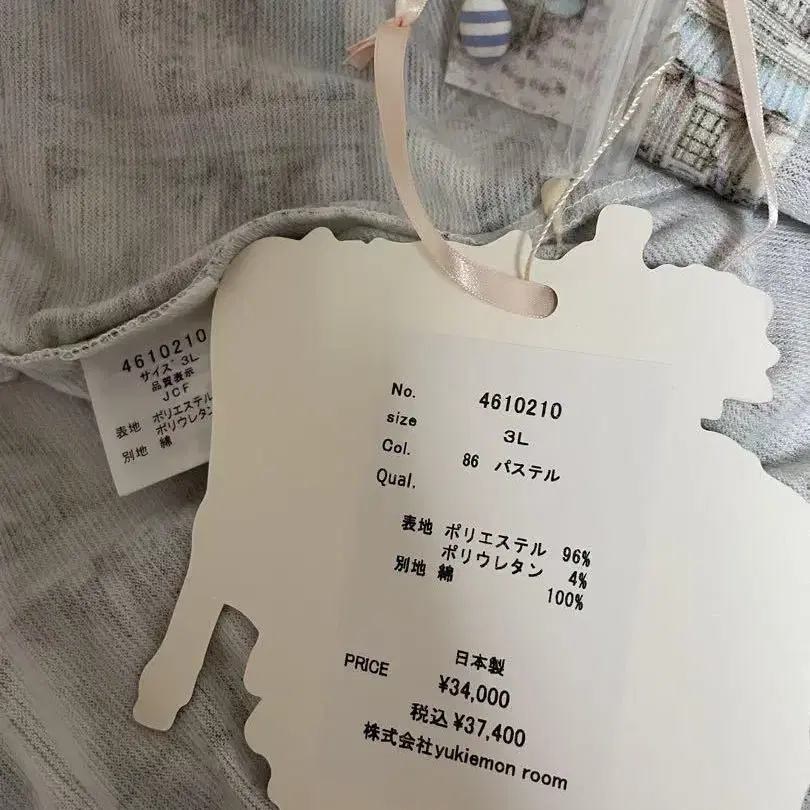 4610210
サイズ 3L
品質表示
JCF
表地 ポリエステル
ポリウレタン
別地 綿
No. 4610210
size 3L
Col. 86 パステル
Qual.
表地 ポリエステル 96%
ポリウレタン 4%
別地 綿 100%
日本製
PRICE ¥34,000
税込 ¥37,400
株式会社yukiemon room